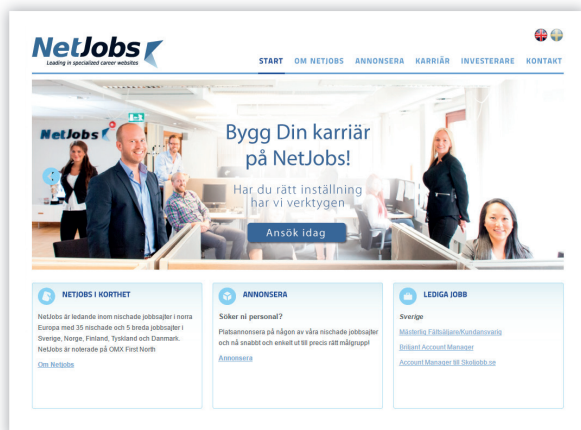 NetJobs
Leading in specialized career websites
START OM NETJOBS ANNONSERA KARRIÄR INVESTERARE KONTAKT
NetJobs
Bygg Din karriär
på NetJobs!
Har du rätt inställning
har vi verktygen
Ansök idag
NETJOBS I KORTHET
NetJobs är ledande inom nischade jobbsajter i norra
Europa med 35 nischade och 5 breda jobbsajter i
Sverige, Norge, Finland, Tyskland och Danmark.
NetJobs är noterade på OMX First North
Om Netjobs
ANNONSERA
Söker ni personal?
Platsannonsera på någon av våra nischade jobbsajter
och nå snabbt och enkelt ut till precis rätt målgrupp!
Annonsera
LEDIGA JOBB
Sverige
Mästerlig Fältsäljare/Kundansvarig
Briljant Account Manager
Account Manager till Skoljobb.se